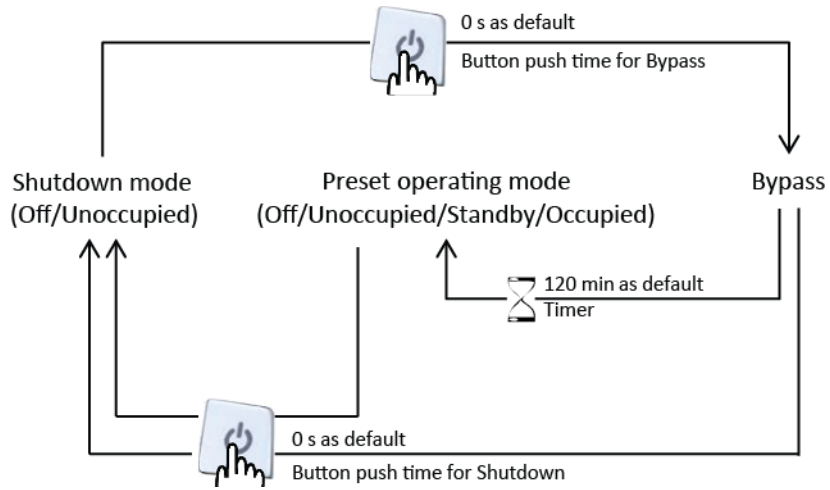 0 s as default
Button push time for Bypass
Shutdown mode
(Off/Unoccupied)
Preset operating mode
(Off/Unoccupied/Standby/Occupied)
Bypass
120 min as default
Timer
0 s as default
Button push time for Shutdown